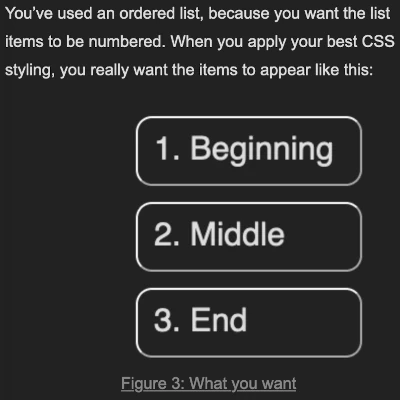 You've used an ordered list, because you want the list
items to be numbered. When you apply your best CSS
styling, you really want the items to appear like this:
1. Beginning
2. Middle
3. End
Figure 3: What you want